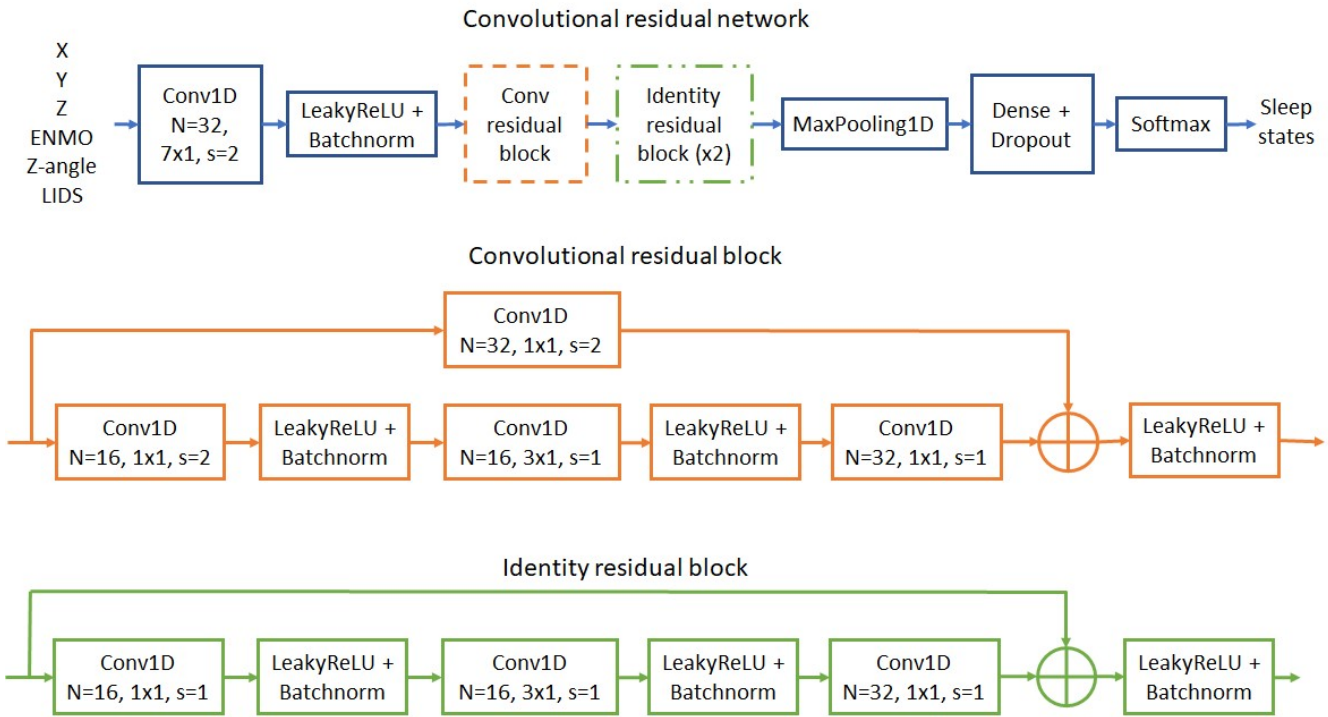 Convolutional residual network
X
Y
Z
ENMO
Z-angle
LIDS
Conv1D
N=32,
7x1, s=2
LeakyReLU +
Batchnorm
Conv
residual
block
Identity
residual
block (x2)
MaxPooling1D
Dense +
Dropout
Softmax
Sleep
states
Convolutional residual block
Conv1D
N=32, 1x1, s=2
Conv1D
N=16, 1x1, s=2
LeakyReLU +
Batchnorm
Conv1D
N=16, 3x1, s=1
LeakyReLU +
Batchnorm
Conv1D
N=32, 1x1, s=1
LeakyReLU +
Batchnorm
Identity residual block
Conv1D
N=16, 1x1, s=1
LeakyReLU +
Batchnorm
Conv1D
N=16, 3x1, s=1
LeakyReLU +
Batchnorm
Conv1D
N=32, 1x1, s=1
LeakyReLU +
Batchnorm